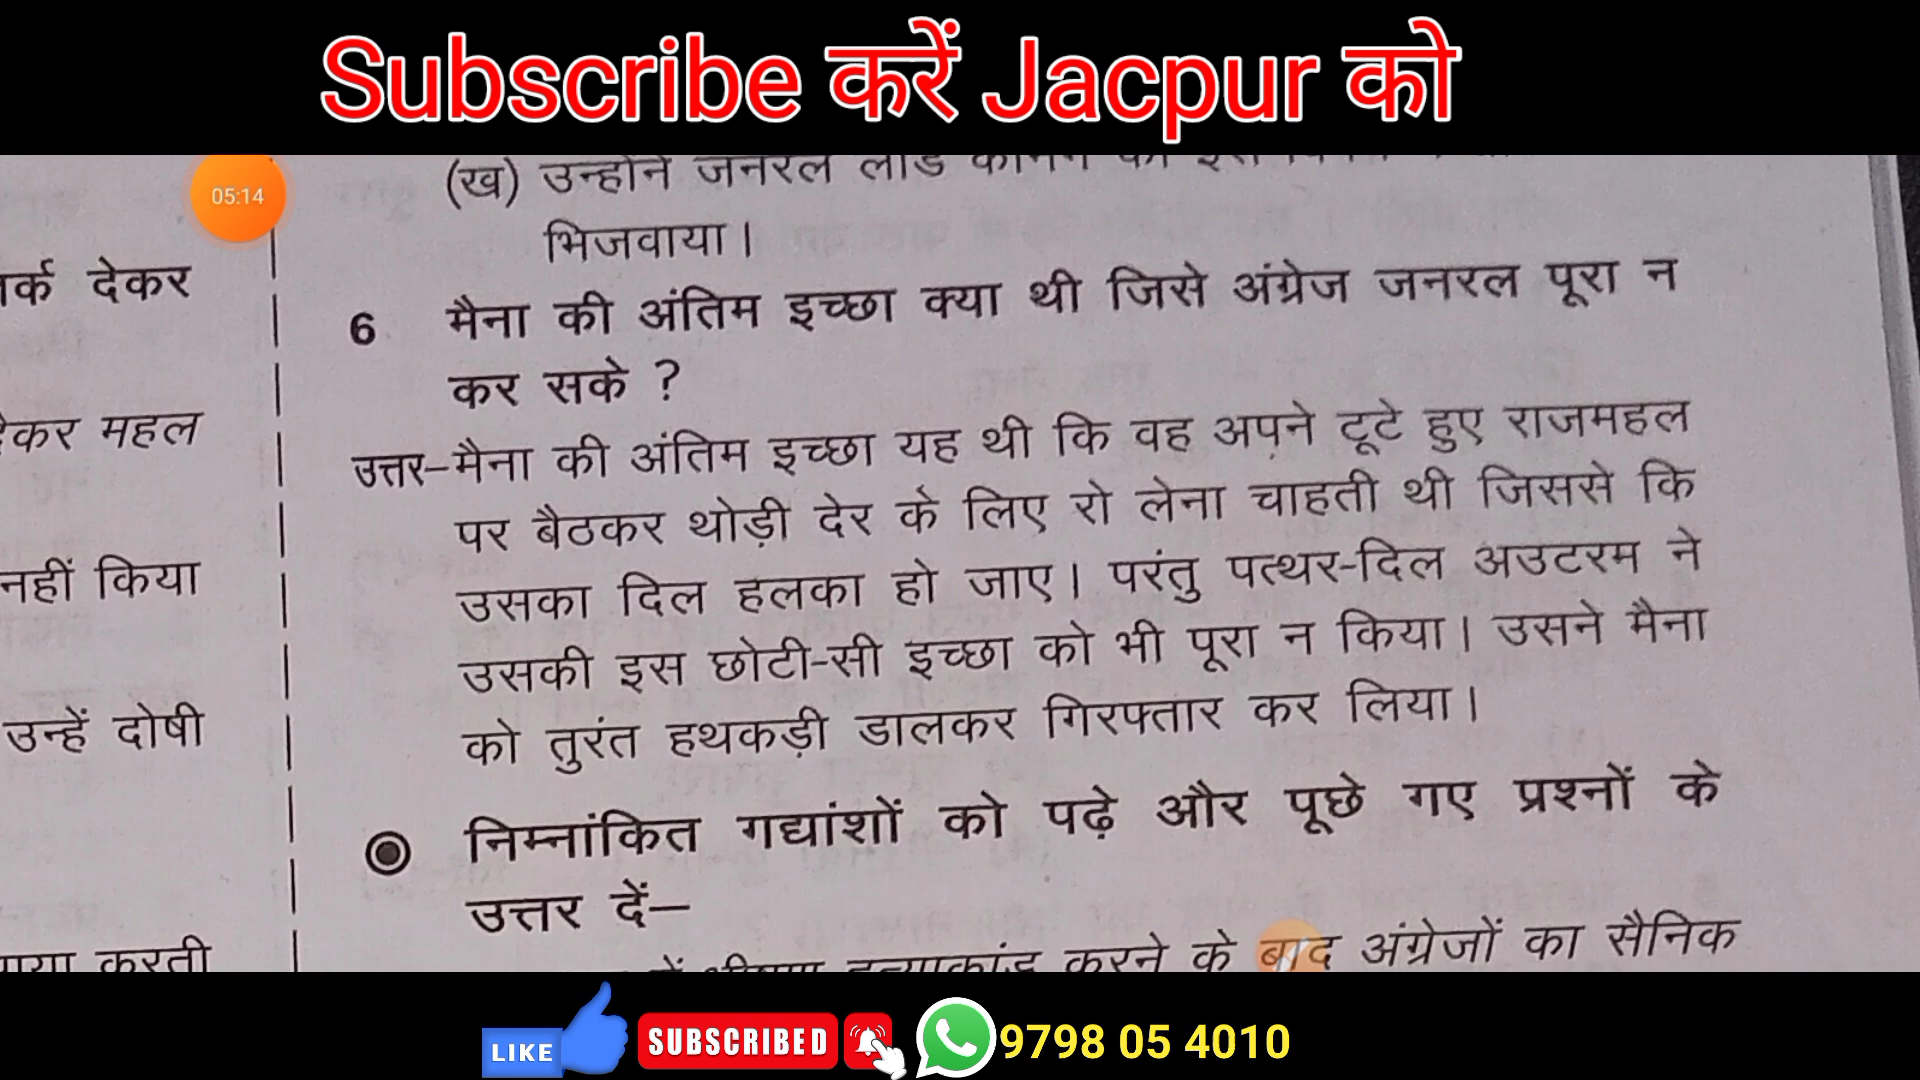 Subscribe करें Jacpur को
05:14
(ख) उन्होंने जनरल लार्ड
भिजवाया।
र्क देकर
6 मैना की अंतिम इच्छा क्या थी जिसे अंग्रेज जनरल पूरा न
कर सके ?
कर महल
उत्तर–मैना की अंतिम इच्छा यह थी कि वह अपने टूटे हुए राजमहल
पर बैठकर थोड़ी देर के लिए रो लेना चाहती थी जिससे कि
नहीं किया
उसका दिल हलका हो जाए। परंतु पत्थर-दिल अउटरम ने
उसकी इस छोटी-सी इच्छा को भी पूरा न किया। उसने मैना
उन्हें दोषी
को तुरंत हथकड़ी डालकर गिरफ्तार कर लिया।
निम्नांकित गद्यांशों को पढ़े और पूछे गए प्रश्नों के
उत्तर दें—
करती
हत्याकांड करने के बाद अंग्रेजों का सैनिक
LIKE SUBSCRIBED 9798 05 4010